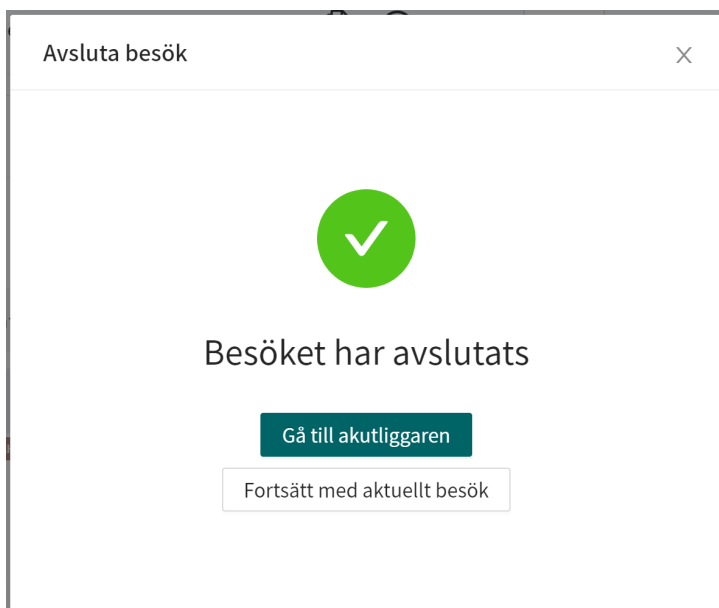 Avsluta besök
Besöket har avslutats
Gå till akutliggaren
Fortsätt med aktuellt besök